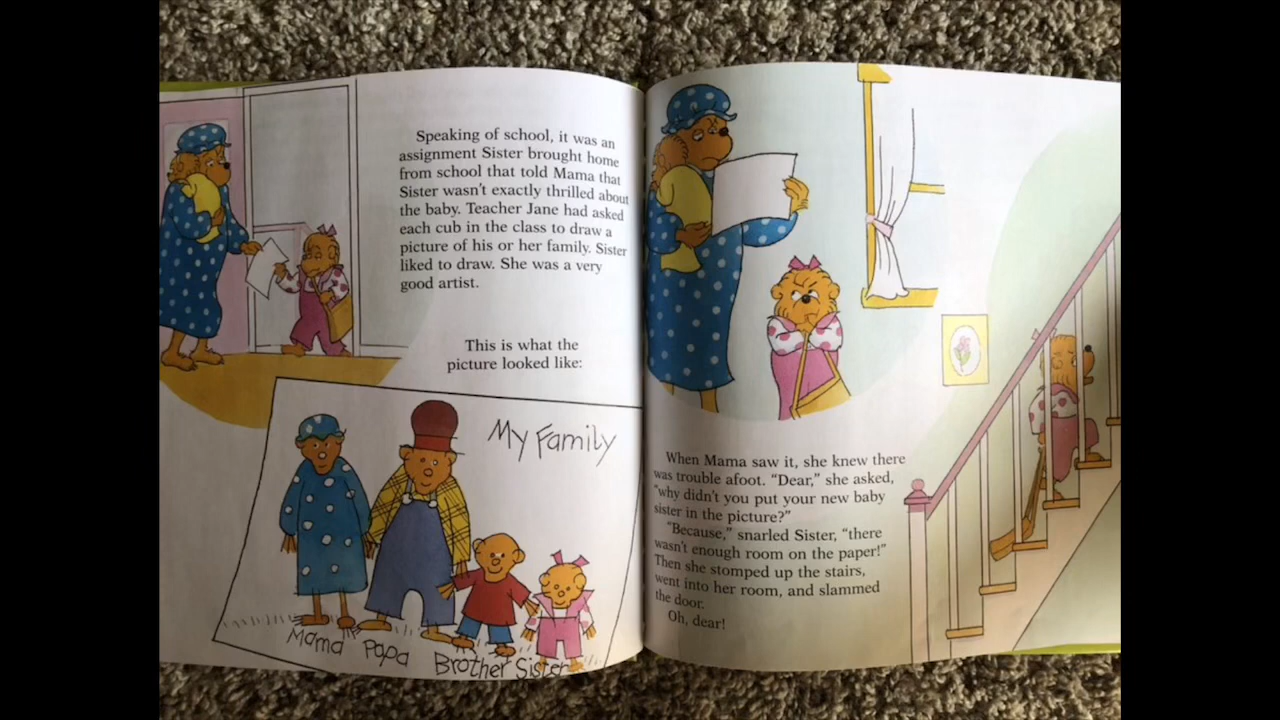 Speaking of school, it was an
assignment Sister brought home
from school that told Mama that
Sister wasn't exactly thrilled about
the baby. Teacher Jane had asked
each cub in the class to draw a
picture of his or her family. Sister
liked to draw. She was a very
good artist.
This is what the
picture looked like:
My Family
Mama Papa Brother Sister
When Mama saw it, she knew there
was trouble afoot. “Dear,” she asked,
“why didn't you put your new baby
sister in the picture?”
“Because,” snarled Sister, “there
wasn't enough room on the paper!”
Then she stomped up the stairs,
went into her room, and slammed
the door.
Oh, dear!